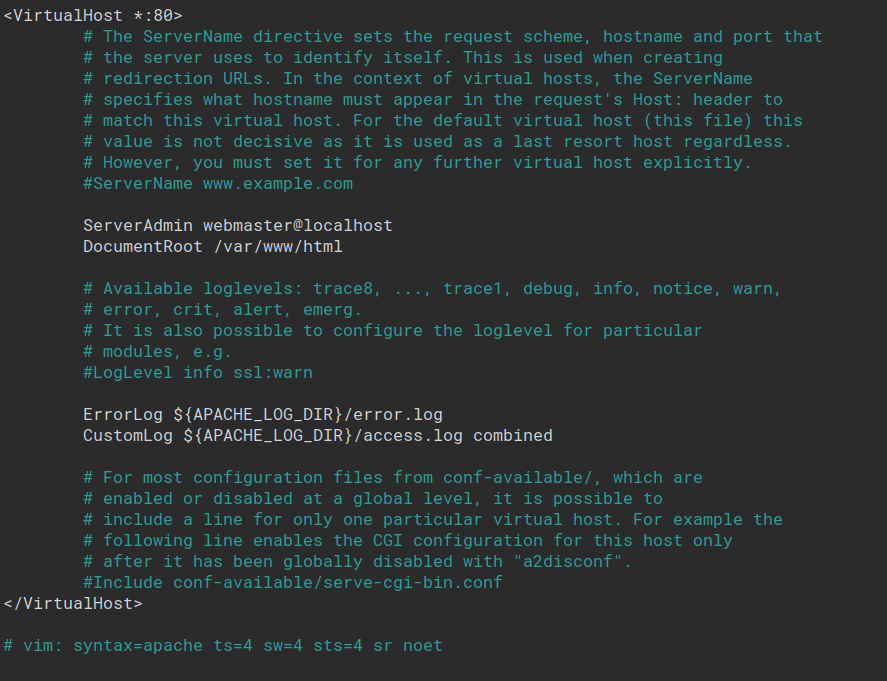 <VirtualHost *:80>
# The ServerName directive sets the request scheme, hostname and port that
# the server uses to identify itself. This is used when creating
# redirection URLs. In the context of virtual hosts, the ServerName
# specifies what hostname must appear in the request's Host: header to
# match this virtual host. For the default virtual host (this file) this
# value is not decisive as it is used as a last resort host regardless.
# However, you must set it for any further virtual host explicitly.
#ServerName www.example.com
ServerAdmin webmaster@localhost
DocumentRoot /var/www/html
# Available loglevels: trace8, ..., trace1, debug, info, notice, warn,
# error, crit, alert, emerg.
# It is also possible to configure the loglevel for particular
# modules, e.g.
#LogLevel info ssl:warn
ErrorLog ${APACHE_LOG_DIR}/error.log
CustomLog ${APACHE_LOG_DIR}/access.log combined
# For most configuration files from conf-available/, which are
# enabled or disabled at a global level, it is possible to
# include a line for only one particular virtual host. For example the
# following line enables the CGI configuration for this host only
# after it has been globally disabled with "a2disconf".
#Include conf-available/serve-cgi-bin.conf
</VirtualHost>
# vim: syntax=apache ts=4 sw=4 sts=4 sr noet